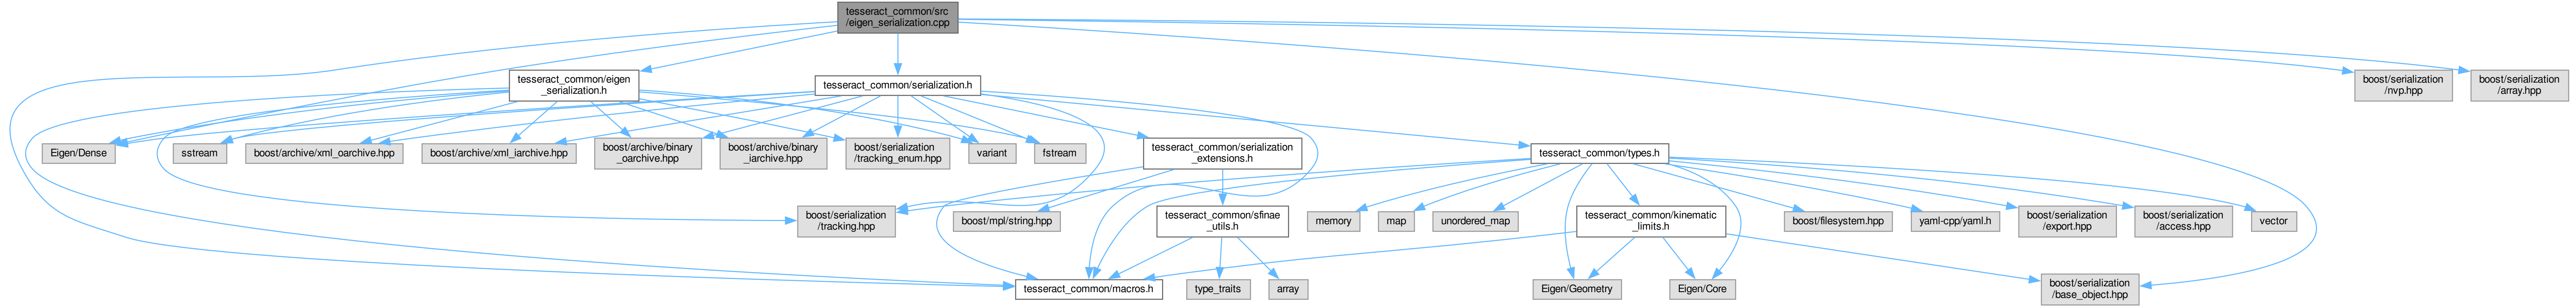 tesseract_common/src
/eigen_serialization.cpp
tesseract_common/eigen
_serialization.h
tesseract_common/serialization.h
boost/serialization
/nvp.hpp
boost/serialization
/array.hpp
Eigen/Dense
sstream
boost/archive/xml_oarchive.hpp
boost/archive/xml_iarchive.hpp
boost/archive/binary
_oarchive.hpp
boost/archive/binary
_iarchive.hpp
boost/serialization
/tracking_enum.hpp
variant
fstream
tesseract_common/serialization
_extensions.h
tesseract_common/types.h
boost/serialization
/tracking.hpp
boost/mpl/string.hpp
tesseract_common/sfinae
_utils.h
memory
map
unordered_map
tesseract_common/kinematic
_limits.h
boost/filesystem.hpp
yaml-cpp/yaml.h
boost/serialization
/export.hpp
boost/serialization
/access.hpp
vector
tesseract_common/macros.h
type_traits
array
Eigen/Geometry
Eigen/Core
boost/serialization
/base_object.hpp